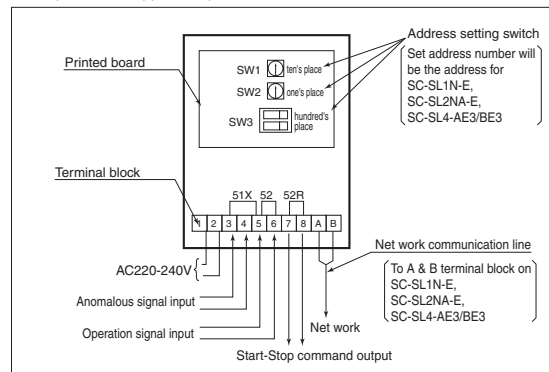 Address setting switch
Set address number will
be the address for
SC-SL1N-E,
SC-SL2NA-E,
SC-SL4-AE3/BE3
Printed board
SW1
ten's place
SW2
one's place
SW3
hundred's
place
Terminal block
51X
52
52R
1
2
3
4
5
6
7
8
A
B
AC220-240V
Net work communication line
To A & B terminal block on
SC-SL1N-E,
SC-SL2NA-E,
SC-SL4-AE3/BE3
Anomalous signal input
Operation signal input
Net work
Start-Stop command output